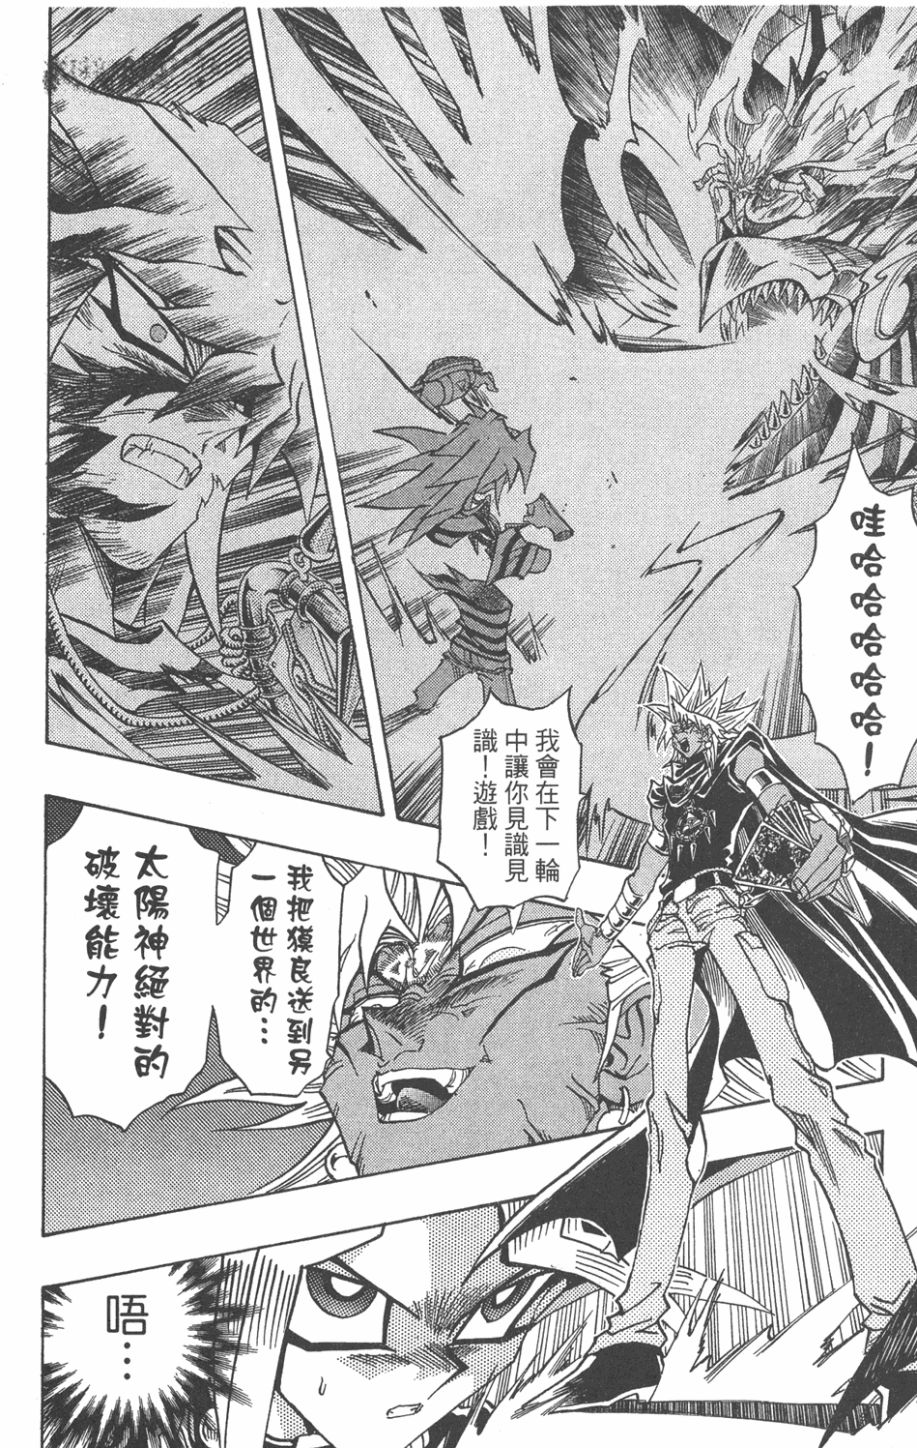 哇哈哈哈哈哈！
我會在下一輪
中讓你見識見
識！遊戲！
我把獏良送到另
一個世界的…
太陽神絕對的
破壞能力！
唔…